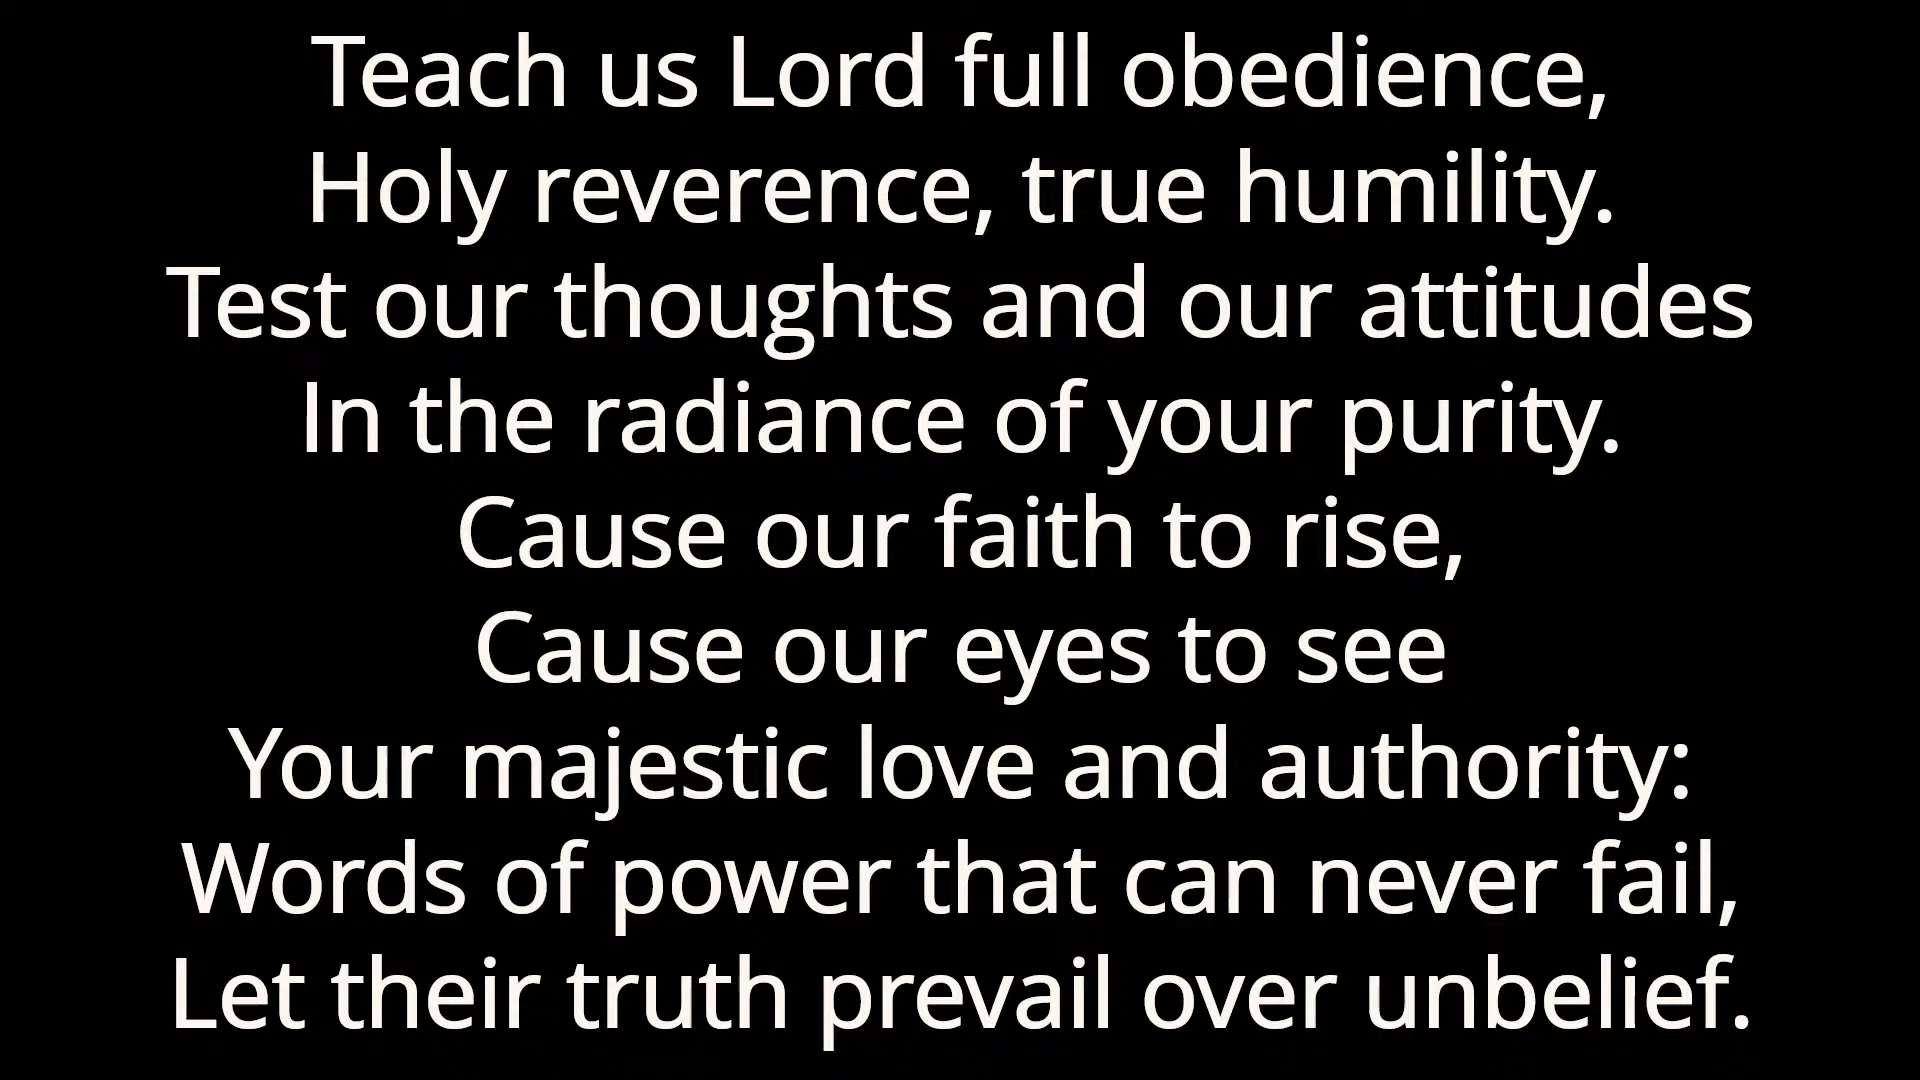 Teach us Lord full obedience,
Holy reverence, true humility.
Test our thoughts and our attitudes
In the radiance of your purity.
Cause our faith to rise,
Cause our eyes to see
Your majestic love and authority:
Words of power that can never fail,
Let their truth prevail over unbelief.